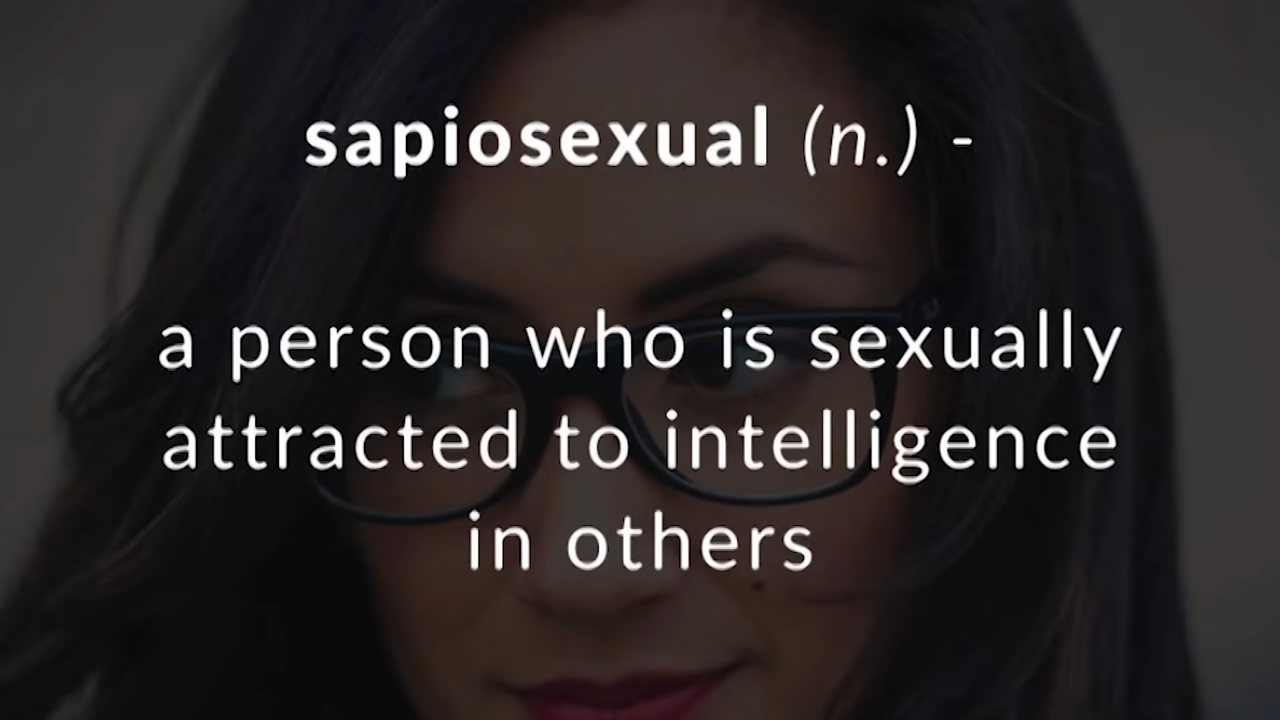 sapiosexual (n.) -
a person who is sexually
attracted to intelligence
in others